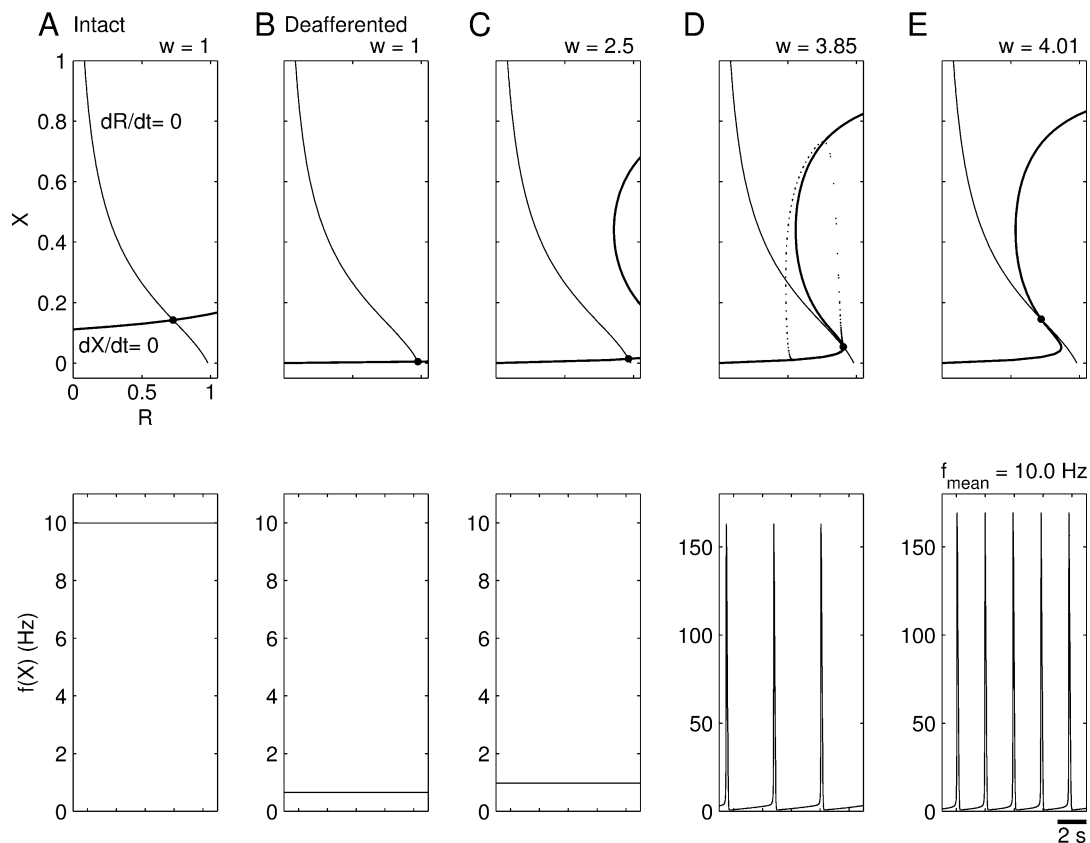 A Intact
w = 1
B Deafferented
w = 1
C
w = 2.5
D
w = 3.85
E
w = 4.01
1
0.8
0.6
0.4
0.2
0
X
dR/dt= 0
dX/dt= 0
0 0.5 1
R
f(X) (Hz)
10
8
6
4
2
0
10
8
6
4
2
0
10
8
6
4
2
0
150
100
50
0
f_mean = 10.0 Hz
150
100
50
0
2 s